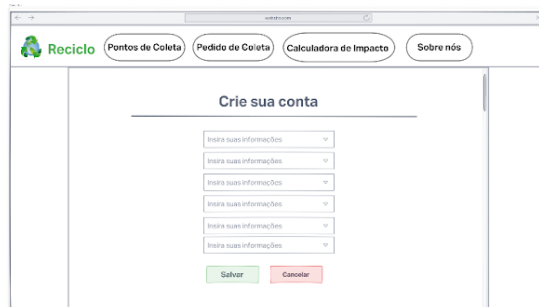 Reciclo
Pontos de Coleta
Pedido de Coleta
Calculadora de Impacto
Sobre nós
Crie sua conta
Insira suas informações
Insira suas informações
Insira suas informações
Insira suas informações
Insira suas informações
Insira suas informações
Salvar
Cancelar